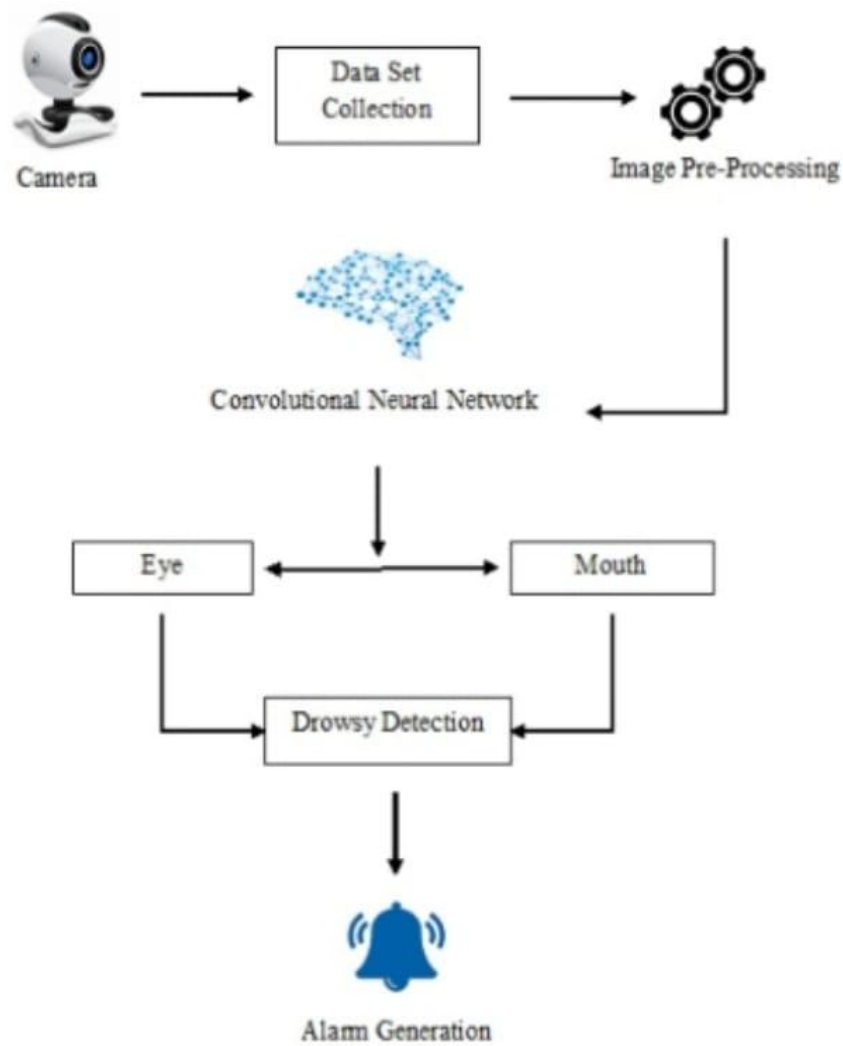 Data Set
Collection
Camera
Image Pre-Processing
Convolutional Neural Network
Eye
Mouth
Drowsy Detection
Alarm Generation